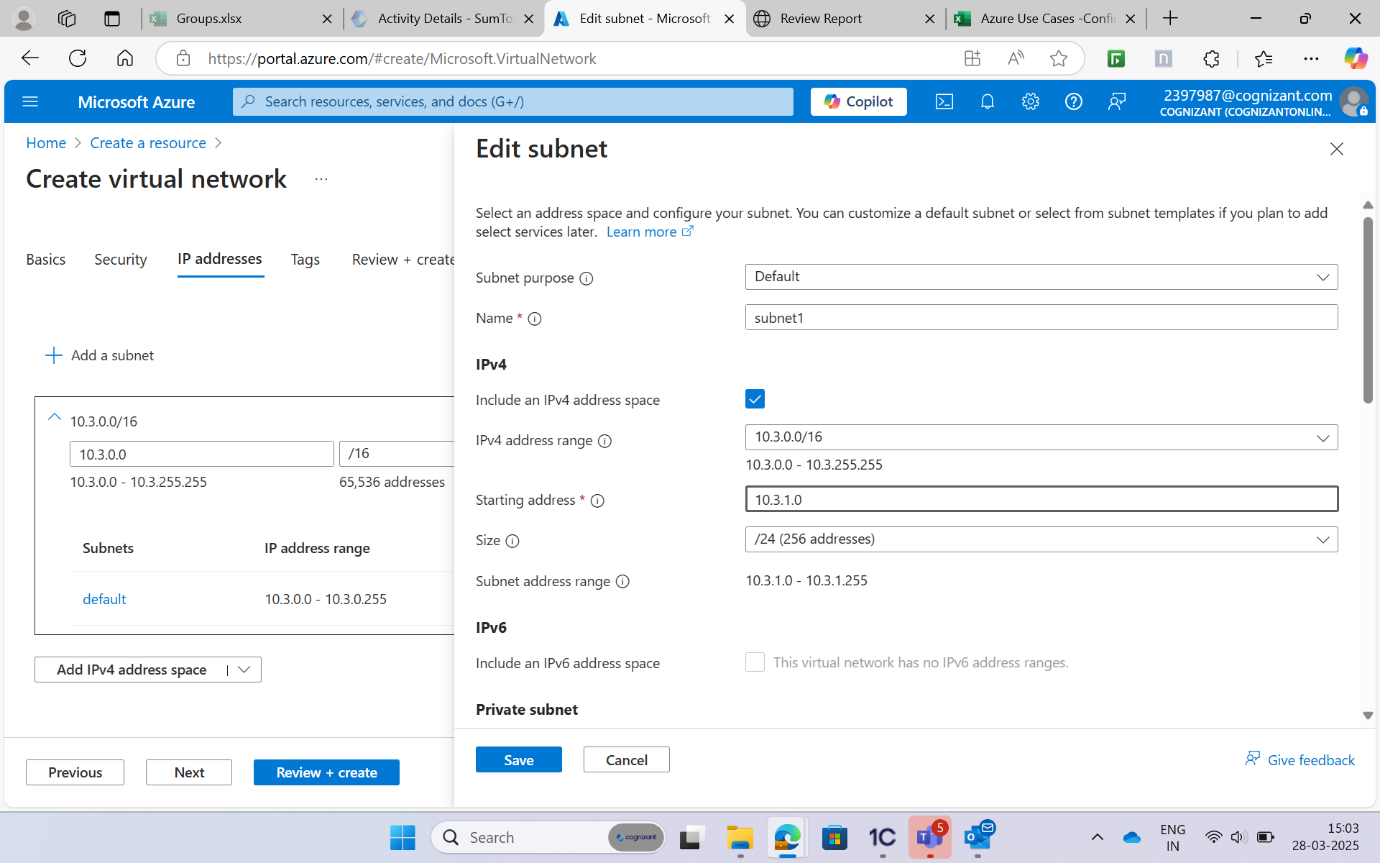 Groups.xlsx
Activity Details - SumTo
Edit subnet - Microsoft
Review Report
Azure Use Cases -Confi
https://portal.azure.com/#create/Microsoft.VirtualNetwork
Microsoft Azure
Search resources, services, and docs (G+/)
Copilot
2397987@cognizant.com
COGNIZANT (COGNIZANTONLIN...
Home > Create a resource >
Create virtual network ...
Basics
Security
IP addresses
Tags
Review + create
+ Add a subnet
10.3.0.0/16
10.3.0.0
/16
10.3.0.0 - 10.3.255.255
65,536 addresses
Subnets
IP address range
default
10.3.0.0 - 10.3.0.255
Add IPv4 address space
Previous
Next
Review + create
Edit subnet
Select an address space and configure your subnet. You can customize a default subnet or select from subnet templates if you plan to add
select services later. Learn more
Subnet purpose
Default
Name *
subnet1
IPv4
Include an IPv4 address space
IPv4 address range
10.3.0.0/16
10.3.0.0 - 10.3.255.255
Starting address *
10.3.1.0
Size
/24 (256 addresses)
Subnet address range
10.3.1.0 - 10.3.1.255
IPv6
Include an IPv6 address space
This virtual network has no IPv6 address ranges.
Private subnet
Save
Cancel
Give feedback
Search
cognizant
1C
5
ENG
IN
15:03
28-03-2025